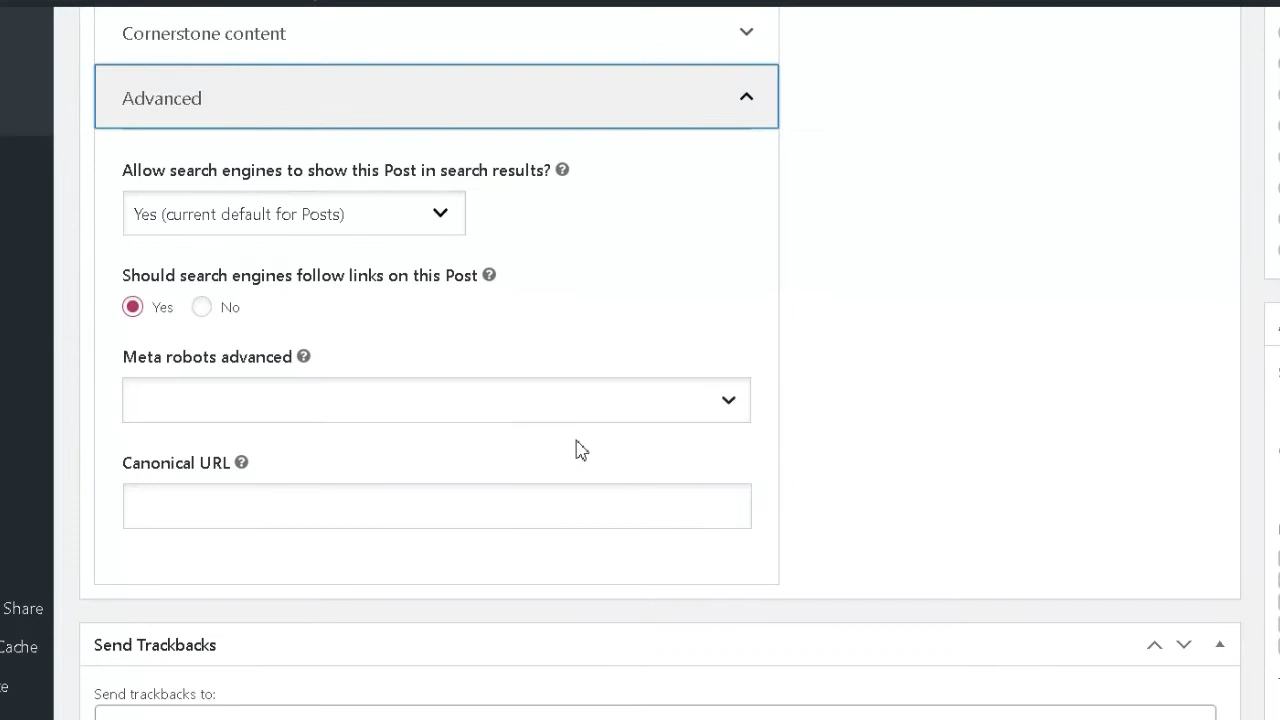 Cornerstone content
Advanced
Allow search engines to show this Post in search results?
Yes (current default for Posts)
Should search engines follow links on this Post
Yes No
Meta robots advanced
Canonical URL
Share
Cache
Send Trackbacks
Send trackbacks to: